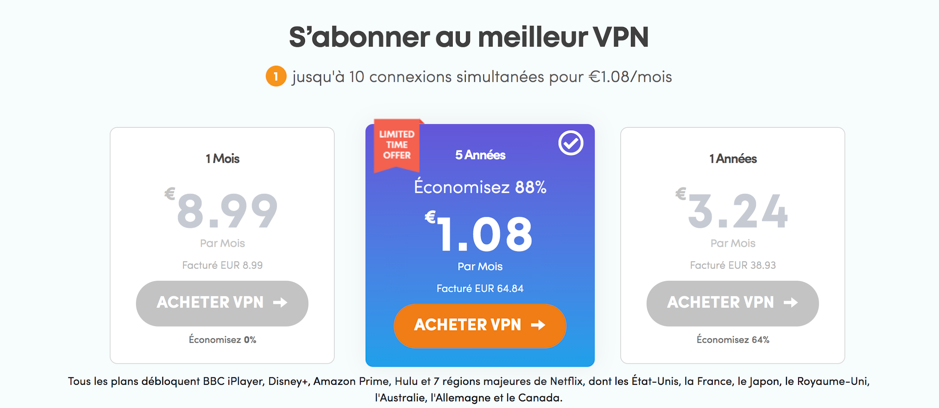 S'abonner au meilleur VPN
1 jusqu'à 10 connexions simultanées pour €1.08/mois
1 Mois
€8.99
Par Mois
Facturé EUR 8.99
ACHETER VPN →
Économisez 0%
LIMITED
TIME
OFFER
5 Années
Économisez 88%
€1.08
Par Mois
Facturé EUR 64.84
ACHETER VPN →
1 Années
€3.24
Par Mois
Facturé EUR 38.93
ACHETER VPN →
Économisez 64%
Tous les plans débloquent BBC iPlayer, Disney+, Amazon Prime, Hulu et 7 régions majeures de Netflix, dont les États-Unis, la France, le Japon, le Royaume-Uni,
l'Australie, l'Allemagne et le Canada.